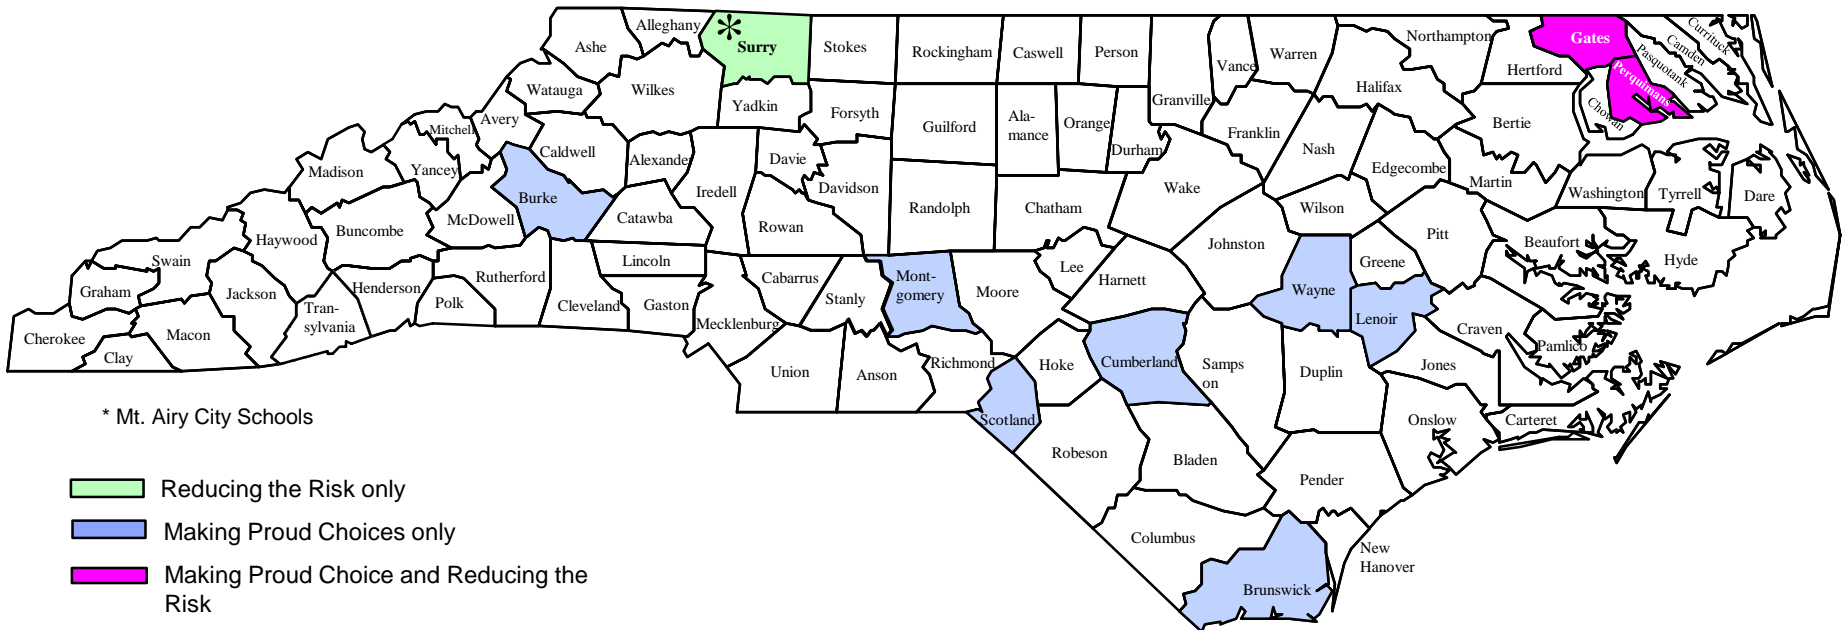 Alleghany
Ashe
*
Surry
Stokes
Rockingham
Caswell
Person
Vance
Warren
Northampton
Gates
Currituck
Camden
Pasquotank
Perquimans
Hertford
Halifax
Granville
Watauga
Wilkes
Yadkin
Forsyth
Guilford
Ala-
mance
Orange
Durham
Franklin
Nash
Edgecombe
Bertie
Chowan
Mitchell
Avery
Caldwell
Alexander
Davie
Madison
Yancey
Iredell
Davidson
Wake
Martin
Washington
Tyrrell
Dare
Burke
Catawba
Rowan
Randolph
Chatham
Wilson
McDowell
Buncombe
Haywood
Johnston
Pitt
Beaufort
Hyde
Swain
Lincoln
Lee
Greene
Graham
Jackson
Henderson
Rutherford
Polk
Cleveland
Gaston
Cabarrus
Stanly
Mont-
gomery
Moore
Harnett
Wayne
Tran-
sylvania
Mecklenburg
Lenoir
Craven
Pamlico
Cherokee
Macon
Clay
Union
Anson
Richmond
Hoke
Cumberland
Samps
on
Duplin
Jones
Scotland
Onslow
Carteret
Robeson
Bladen
Pender
Columbus
New
Hanover
Brunswick
* Mt. Airy City Schools
Reducing the Risk only
Making Proud Choices only
Making Proud Choice and Reducing the
Risk